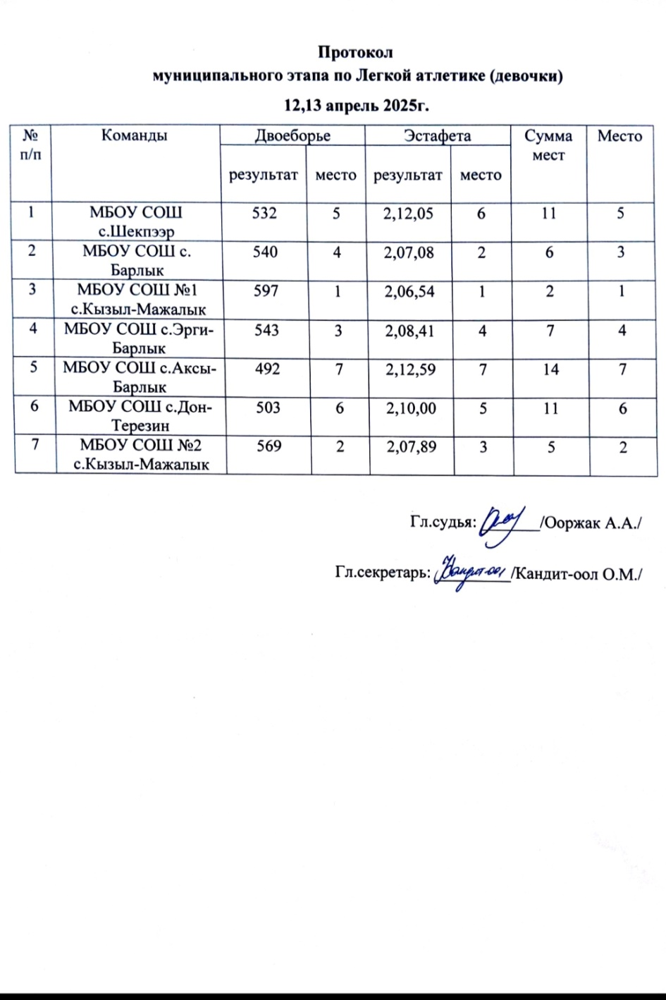 Протокол
муниципального этапа по Легкой атлетике (девочки)
12,13 апрель 2025г.
№ п/п Команды Двоеборье Эстафета Сумма мест Место
результат место результат место
1 МБОУ СОШ с.Шекпээр 532 5 2,12,05 6 11 5
2 МБОУ СОШ с. Барлык 540 4 2,07,08 2 6 3
3 МБОУ СОШ №1 с.Кызыл-Мажалык 597 1 2,06,54 1 2 1
4 МБОУ СОШ с.Эрги-Барлык 543 3 2,08,41 4 7 4
5 МБОУ СОШ с.Аксы-Барлык 492 7 2,12,59 7 14 7
6 МБОУ СОШ с.Дон-Терезин 503 6 2,10,00 5 11 6
7 МБОУ СОШ №2 с.Кызыл-Мажалык 569 2 2,07,89 3 5 2
Гл.судья: /Ооржак А.А./
Гл.секретарь: Кандит-оол /Кандит-оол О.М./